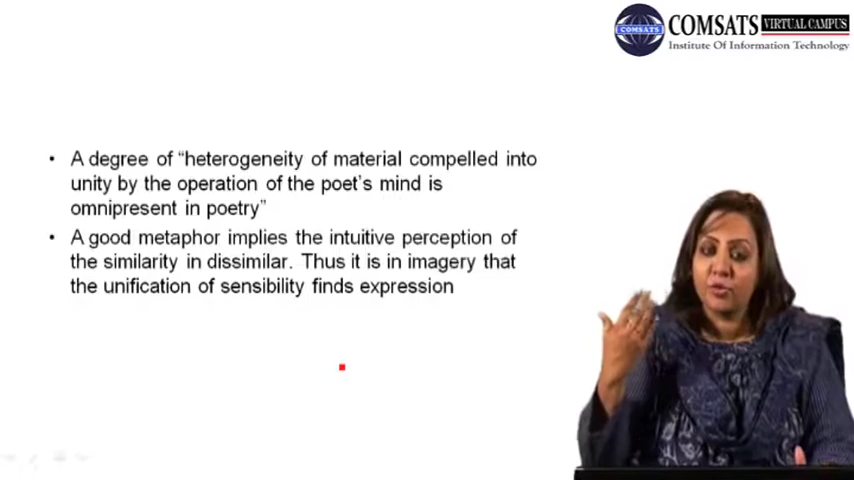 COMSATS
COMSATS VIRTUAL CAMPUS
Institute Of Information Technology
• A degree of “heterogeneity of material compelled into
unity by the operation of the poet’s mind is
omnipresent in poetry”
• A good metaphor implies the intuitive perception of
the similarity in dissimilar. Thus it is in imagery that
the unification of sensibility finds expression